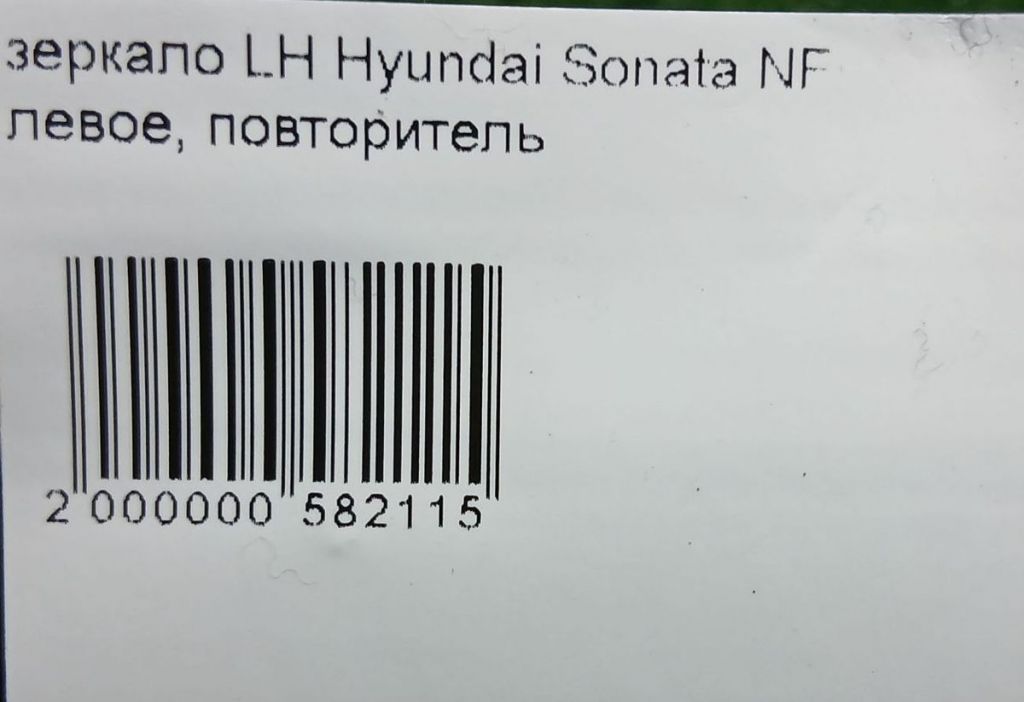 зеркало LH Hyundai Sonata NF
левое, повторитель
2 000000 582115